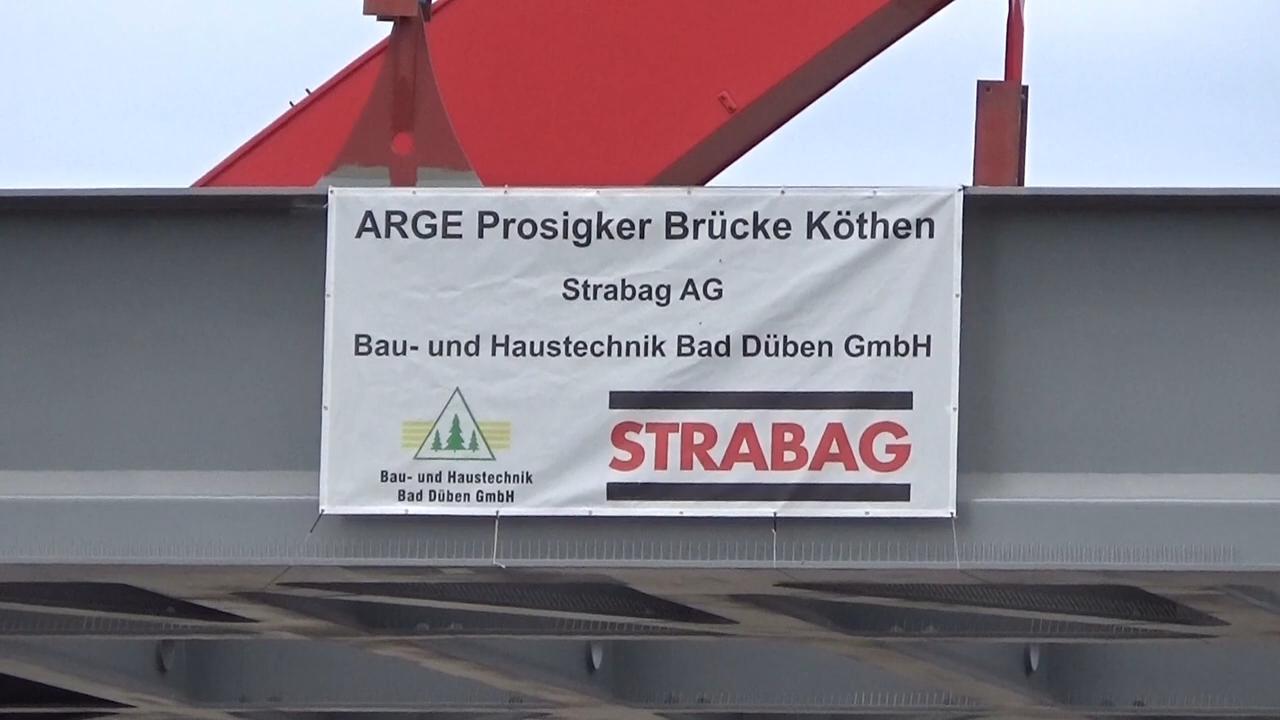 ARGE Prosigker Brücke Köthen
Strabag AG
Bau- und Haustechnik Bad Düben GmbH
Bau- und Haustechnik
Bad Düben GmbH
STRABAG